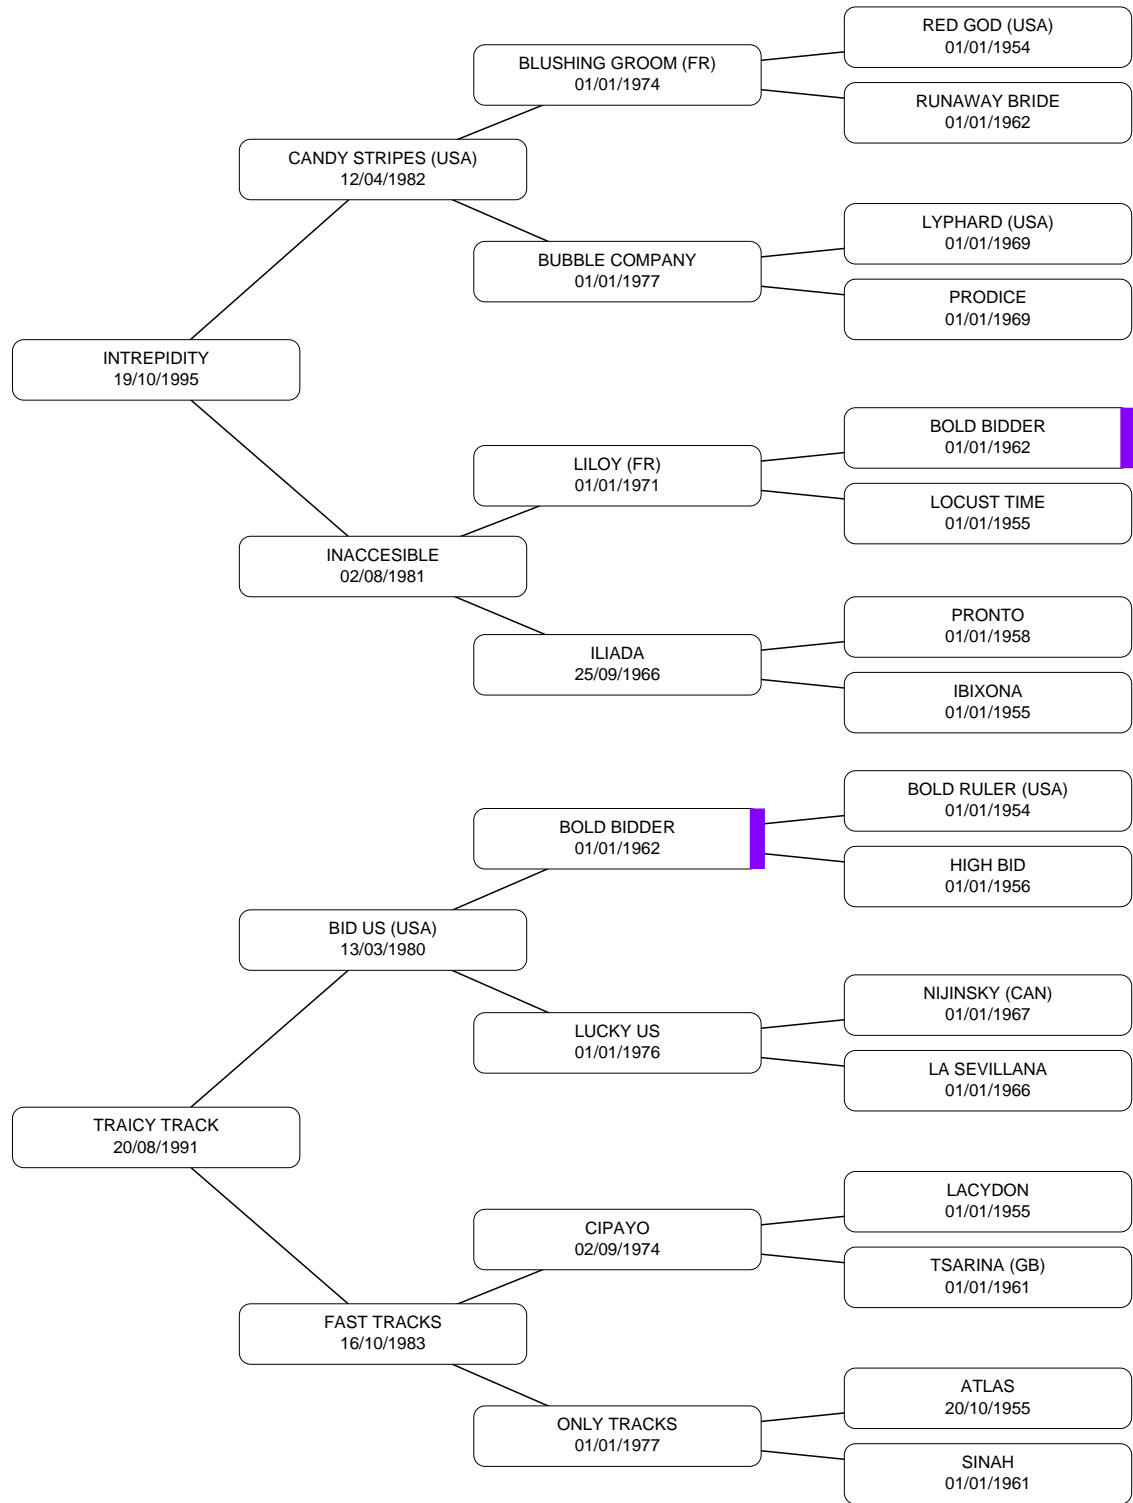 RED GOD (USA)
01/01/1954
BLUSHING GROOM (FR)
01/01/1974
RUNAWAY BRIDE
01/01/1962
CANDY STRIPES (USA)
12/04/1982
LYPHARD (USA)
01/01/1969
BUBBLE COMPANY
01/01/1977
PRODICE
01/01/1969
INTREPIDITY
19/10/1995
BOLD BIDDER
01/01/1962
LILOY (FR)
01/01/1971
LOCUST TIME
01/01/1955
INACCESIBLE
02/08/1981
PRONTO
01/01/1958
ILIADA
25/09/1966
IBIXONA
01/01/1955
BOLD RULER (USA)
01/01/1954
BOLD BIDDER
01/01/1962
HIGH BID
01/01/1956
BID US (USA)
13/03/1980
NIJINSKY (CAN)
01/01/1967
LUCKY US
01/01/1976
LA SEVILLANA
01/01/1966
TRAICY TRACK
20/08/1991
LACYDON
01/01/1955
CIPAYO
02/09/1974
TSARINA (GB)
01/01/1961
FAST TRACKS
16/10/1983
ATLAS
20/10/1955
ONLY TRACKS
01/01/1977
SINAH
01/01/1961